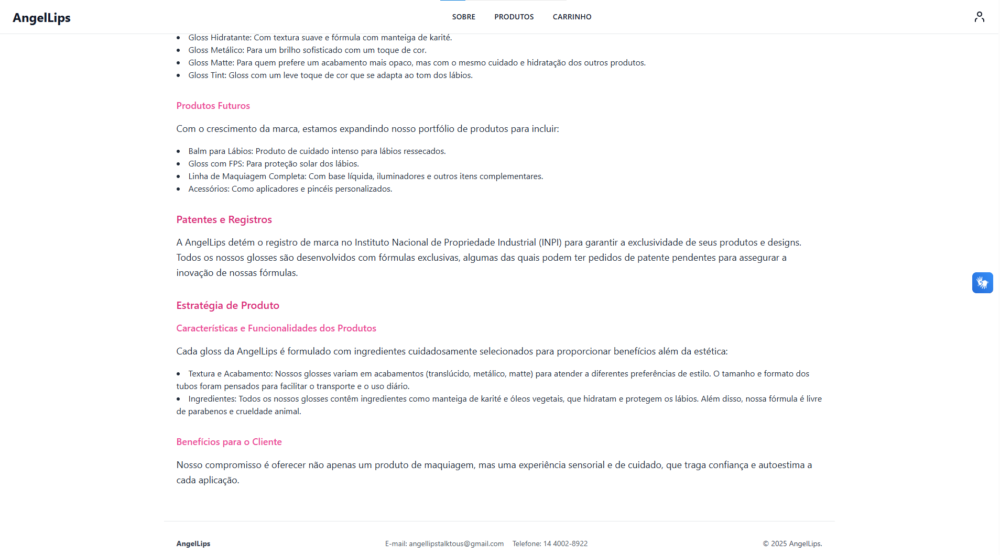 AngelLips
SOBRE
PRODUTOS
CARRINHO
• Gloss Hidratante: Com textura suave e fórmula com manteiga de karité.
• Gloss Metálico: Para um brilho sofisticado com um toque de cor.
• Gloss Matte: Para quem prefere um acabamento mais opaco, mas com o mesmo cuidado e hidratação dos outros produtos.
• Gloss Tint: Gloss com um leve toque de cor que se adapta ao tom dos lábios.
Produtos Futuros
Com o crescimento da marca, estamos expandindo nosso portfólio de produtos para incluir:
• Balm para Lábios: Produto de cuidado intenso para lábios ressecados.
• Gloss com FPS: Para proteção solar dos lábios.
• Linha de Maquiagem Completa: Com base líquida, iluminadores e outros itens complementares.
• Acessórios: Como aplicadores e pincéis personalizados.
Patentes e Registros
A AngelLips detém o registro de marca no Instituto Nacional de Propriedade Industrial (INPI) para garantir a exclusividade de seus produtos e designs.
Todos os nossos glosses são desenvolvidos com fórmulas exclusivas, algumas das quais podem ter pedidos de patente pendentes para assegurar a
inovação de nossas fórmulas.
Estratégia de Produto
Características e Funcionalidades dos Produtos
Cada gloss da AngelLips é formulado com ingredientes cuidadosamente selecionados para proporcionar benefícios além da estética:
• Textura e Acabamento: Nossos glosses variam em acabamentos (translúcido, metálico, matte) para atender a diferentes preferências de estilo. O tamanho e formato dos
tubos foram pensados para facilitar o transporte e o uso diário.
• Ingredientes: Todos os nossos glosses contêm ingredientes como manteiga de karité e óleos vegetais, que hidratam e protegem os lábios. Além disso, nossa fórmula é livre
de parabenos e crueldade animal.
Benefícios para o Cliente
Nosso compromisso é oferecer não apenas um produto de maquiagem, mas uma experiência sensorial e de cuidado, que traga confiança e autoestima a
cada aplicação.
AngelLips
E-mail: angellipstalktous@gmail.com
Telefone: 14 4002-8922
© 2025 AngelLips.